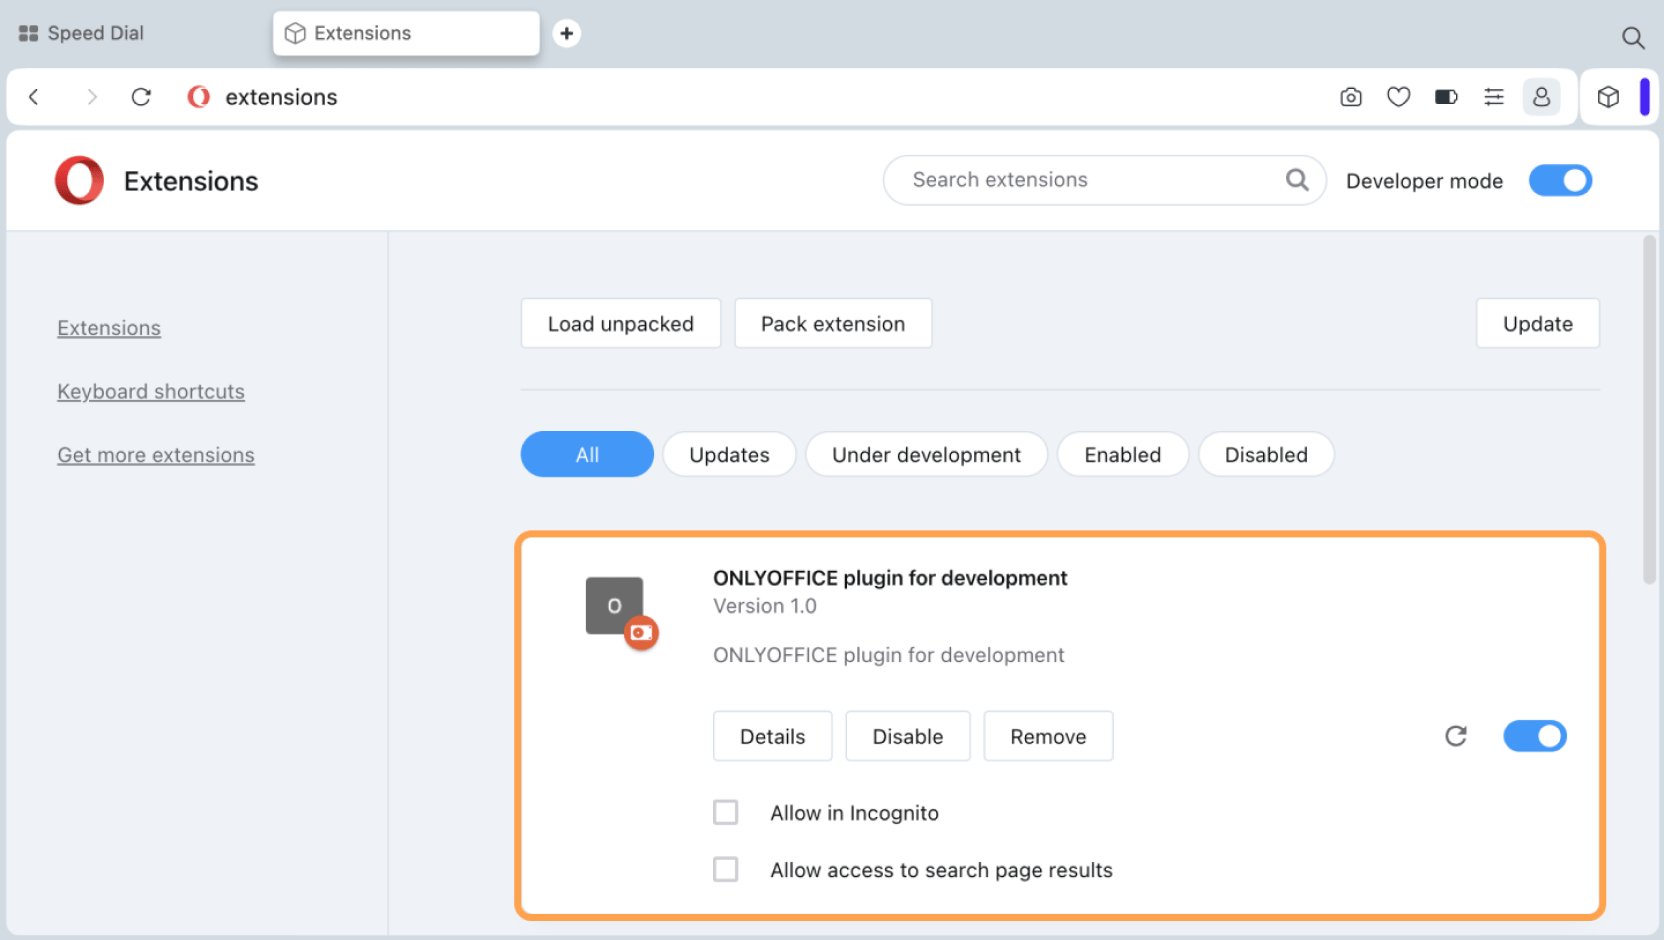 Speed Dial
Extensions
extensions
Extensions
Search extensions
Developer mode
Extensions
Keyboard shortcuts
Get more extensions
Load unpacked
Pack extension
Update
All
Updates
Under development
Enabled
Disabled
O
ONLYOFFICE plugin for development
Version 1.0
ONLYOFFICE plugin for development
Details
Disable
Remove
Allow in Incognito
Allow access to search page results